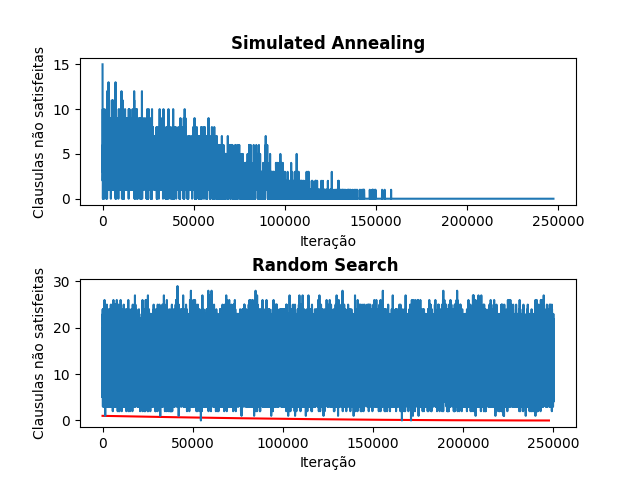 Simulated Annealing
Clausulas não satisfeitas
15
10
5
0
0 50000 100000 150000 200000 250000
Iteração
Random Search
Clausulas não satisfeitas
30
20
10
0
0 50000 100000 150000 200000 250000
Iteração